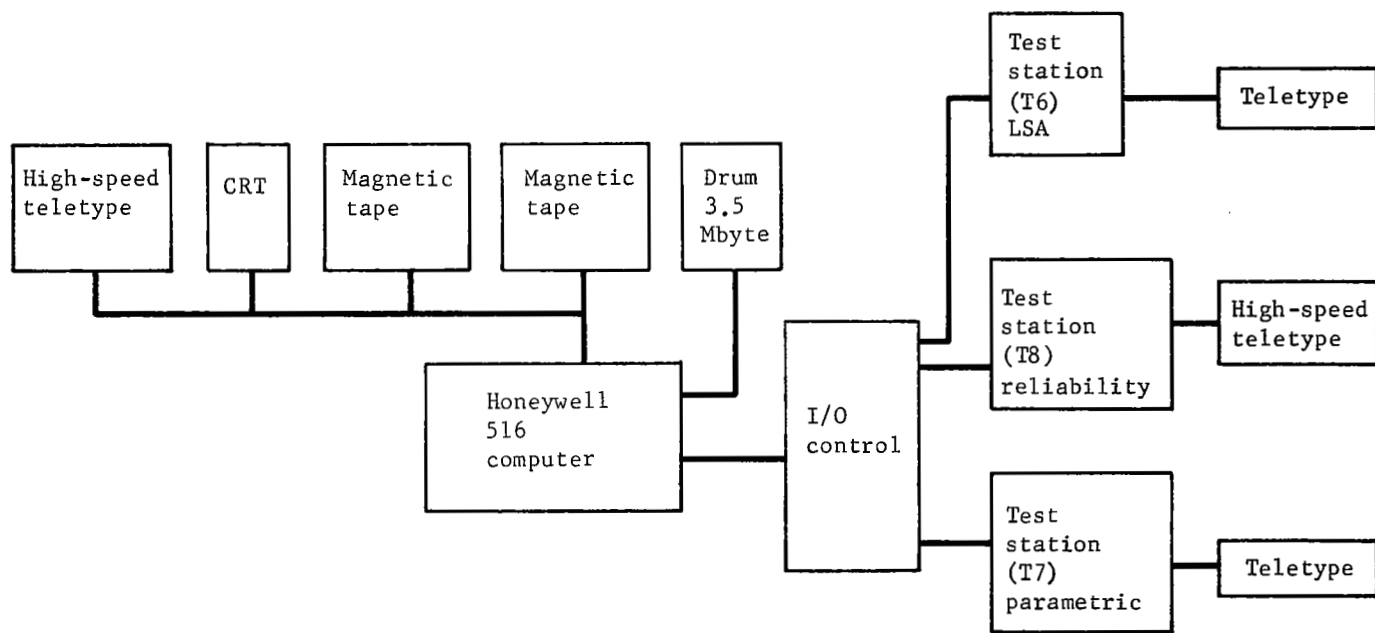 High-speed
teletype
CRT
Magnetic
tape
Magnetic
tape
Drum
3.5
Mbyte
Honeywell
516
computer
I/O
control
Test
station
(T6)
LSA
Teletype
Test
station
(T8)
reliability
High-speed
teletype
Test
station
(T7)
parametric
Teletype